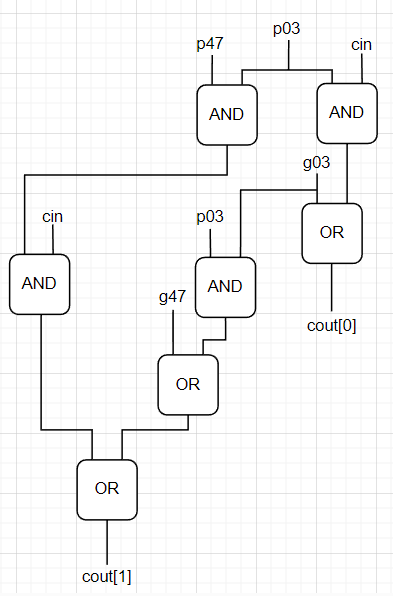 p03
p47
cin
AND
AND
g03
cin
p03
OR
AND
AND
g47
cout[0]
OR
OR
cout[1]